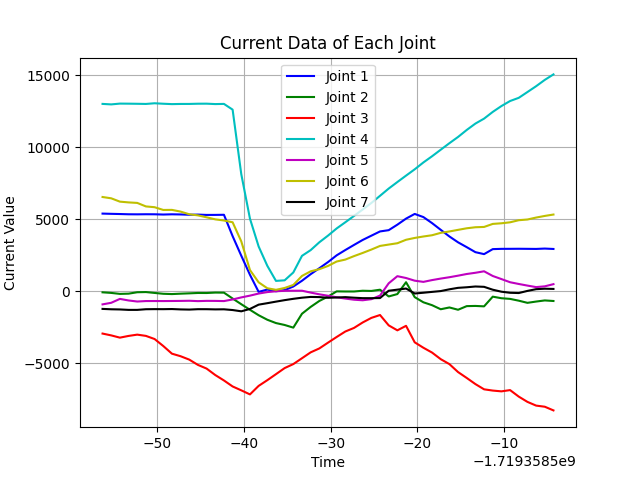 Current Data of Each Joint
Current Value
15000
10000
5000
0
−5000
Joint 1
Joint 2
Joint 3
Joint 4
Joint 5
Joint 6
Joint 7
−50
−40
−30
−20
−10
Time
−1.7193585e9